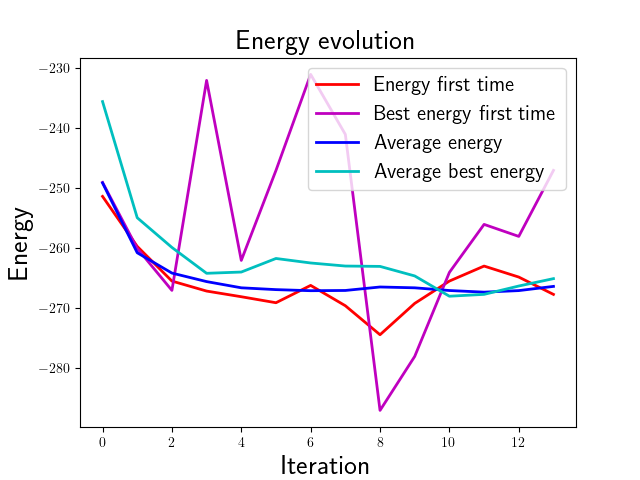 Energy evolution
Energy first time
Best energy first time
Average energy
Average best energy
Energy
−230
−240
−250
−260
−270
−280
0 2 4 6 8 10 12
Iteration